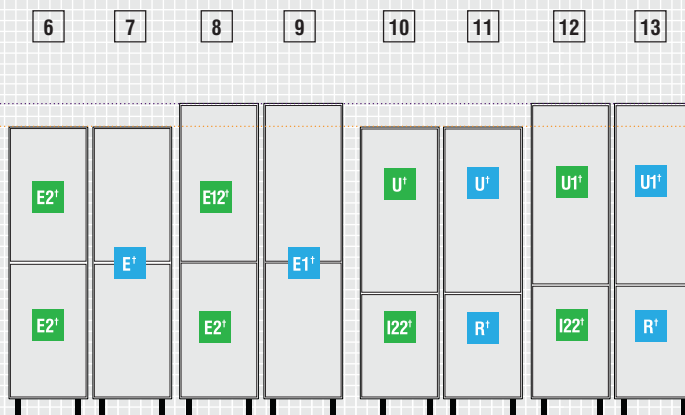 6 7 8 9 10 11 12 13
E2† E12† U† U† U1† U1†
E† E1†
E2† E2† I22† R† I22† R†